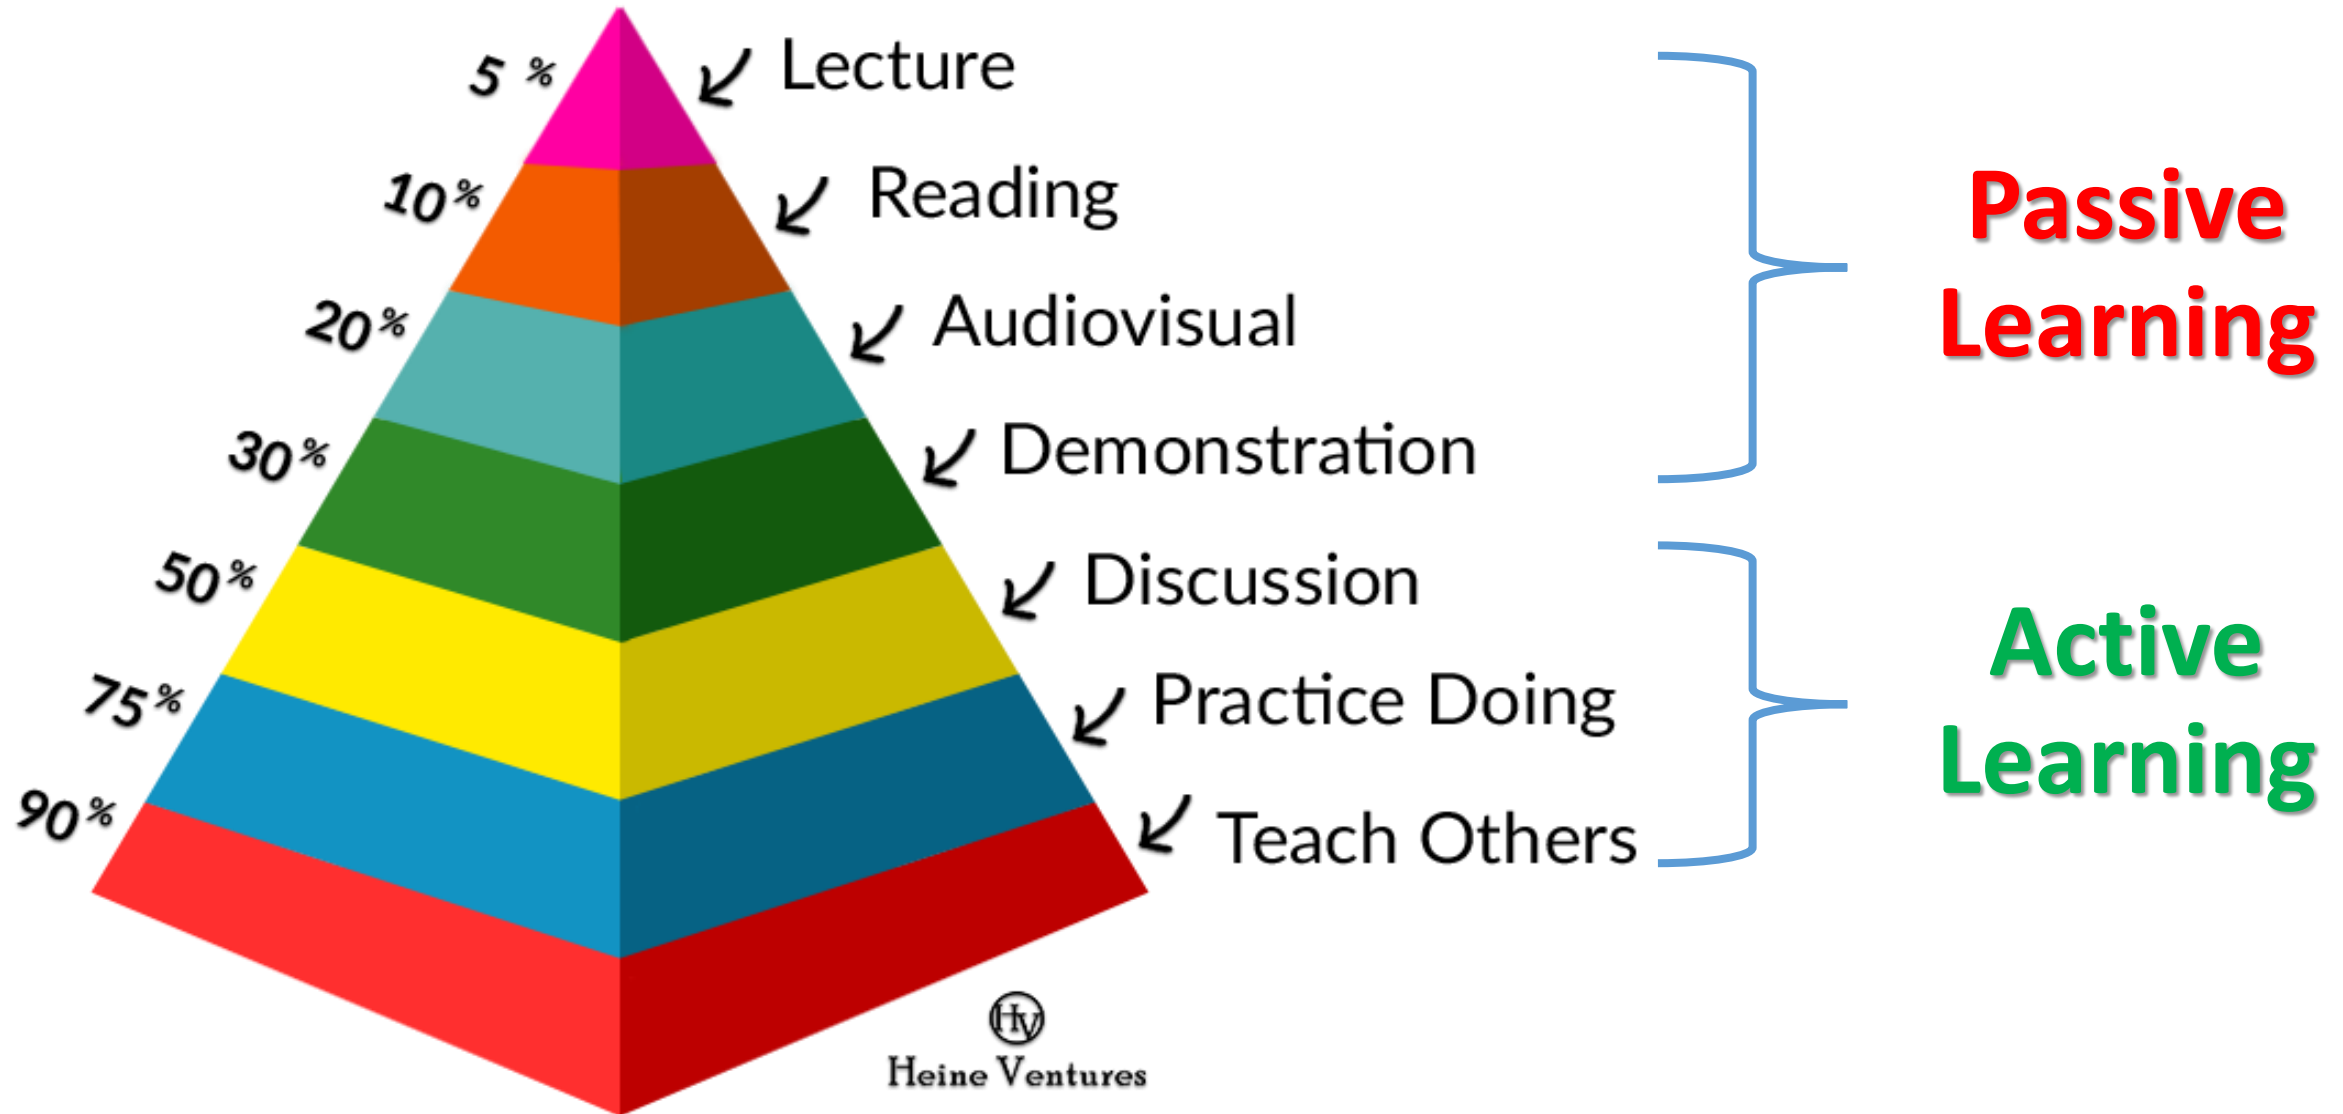 5 % Lecture
10 % Reading
20 % Audiovisual
30 % Demonstration
Passive
Learning
50 % Discussion
75 % Practice Doing
90 % Teach Others
Active
Learning
HV
Heine Ventures